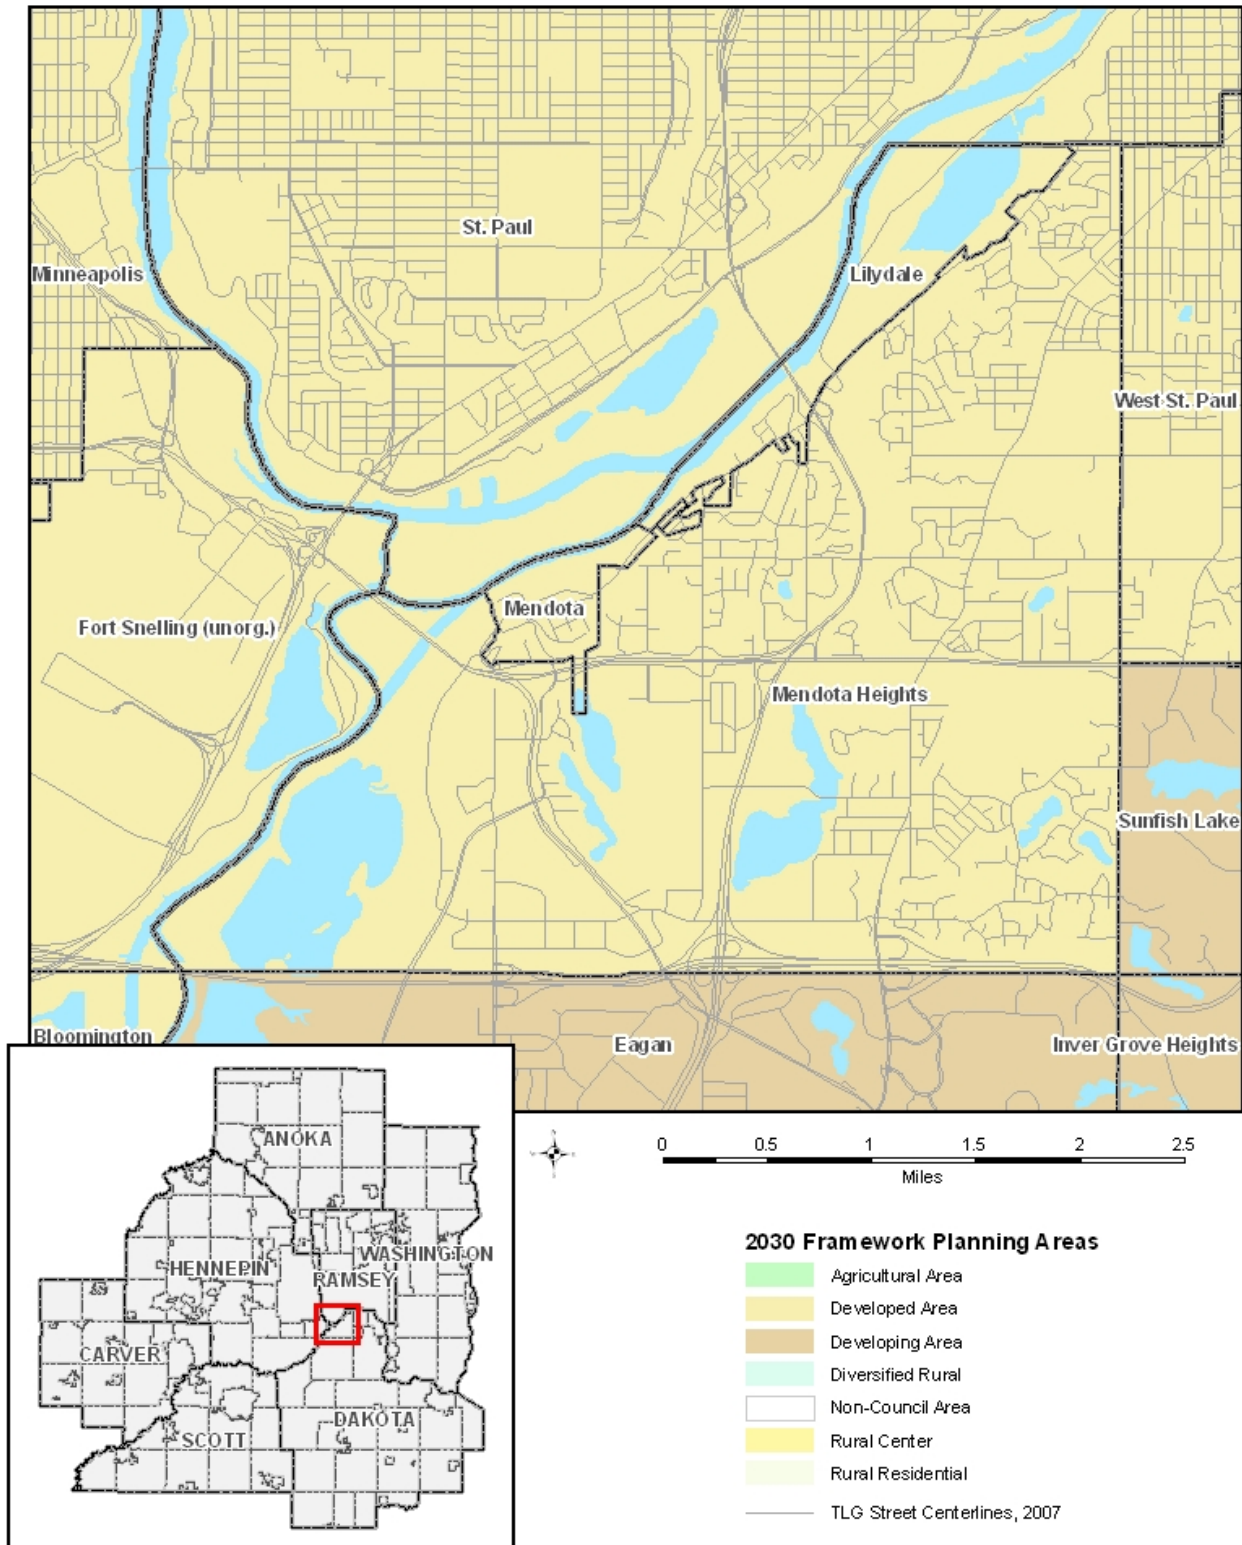 St. Paul
Minneapolis
Lilydale
West St. Paul
Mendota
Fort Snelling (unorg.)
Mendota Heights
Sunfish Lake
Bloomington
Eagan
Inver Grove Heights
ANOKA
WASHINGTON
HENNEPIN
RAMSEY
CARVER
DAKOTA
SCOTT
0 0.5 1 1.5 2 2.5
Miles
2030 Framework Planning Areas
Agricultural Area
Developed Area
Developing Area
Diversified Rural
Non-Council Area
Rural Center
Rural Residential
TLG Street Centerlines, 2007